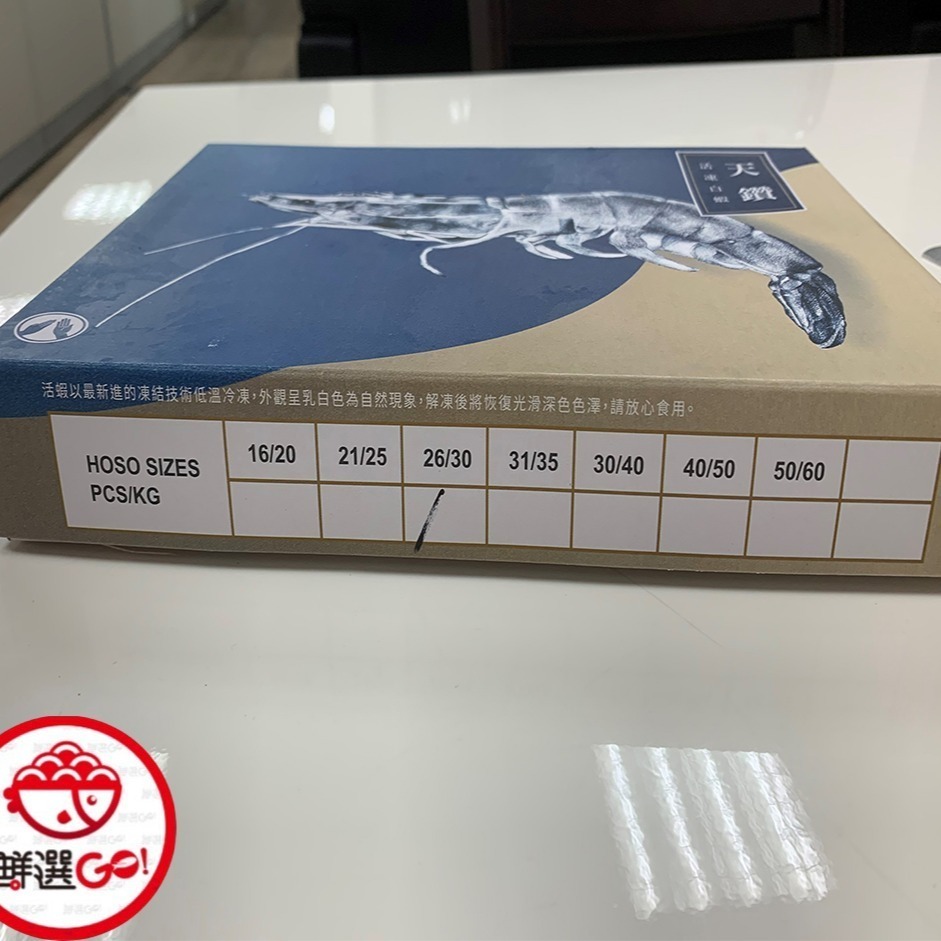 天鑽
活凍白蝦
活蝦以最新進的凍結技術低溫冷凍，外觀呈乳白色為自然現象，解凍後將恢復光滑深色色澤，請放心食用。
HOSO SIZES
PCS/KG
16/20 21/25 26/30 31/35 30/40 40/50 50/60
鮮選GO!